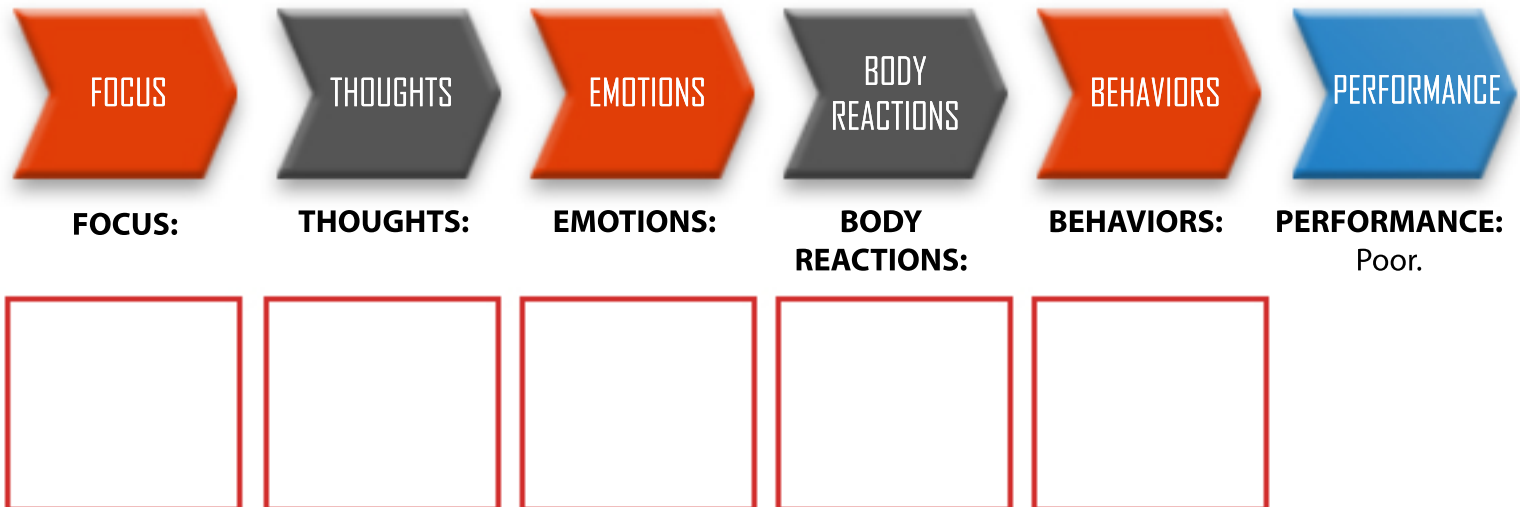 FOCUS
THOUGHTS
EMOTIONS
BODY
REACTIONS
BEHAVIORS
PERFORMANCE
FOCUS:
THOUGHTS:
EMOTIONS:
BODY
REACTIONS:
BEHAVIORS:
PERFORMANCE:
Poor.